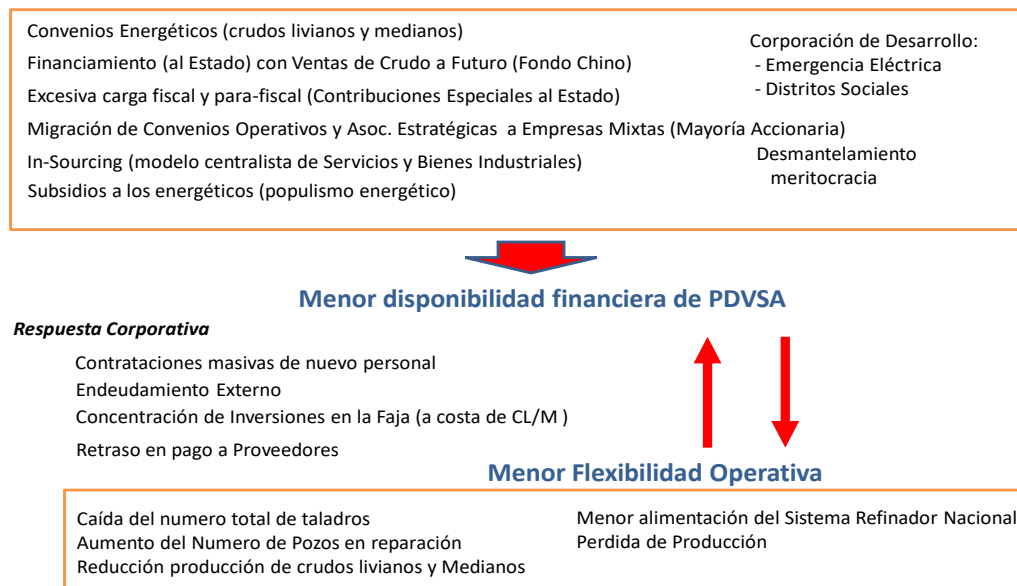 Convenios Energéticos (crudos livianos y medianos)
Financiamiento (al Estado) con Ventas de Crudo a Futuro (Fondo Chino)
Excesiva carga fiscal y para-fiscal (Contribuciones Especiales al Estado)
Migración de Convenios Operativos y Asoc. Estratégicas a Empresas Mixtas (Mayoría Accionaria)
In-Sourcing (modelo centralista de Servicios y Bienes Industriales)
Subsidios a los energéticos (populismo energético)
Corporación de Desarrollo:
- Emergencia Eléctrica
- Distritos Sociales
Desmantelamiento
meritocracia
Menor disponibilidad financiera de PDVSA
Respuesta Corporativa
Contrataciones masivas de nuevo personal
Endeudamiento Externo
Concentración de Inversiones en la Faja (a costa de CL/M )
Retraso en pago a Proveedores
Menor Flexibilidad Operativa
Caída del numero total de taladros
Aumento del Numero de Pozos en reparación
Reducción producción de crudos livianos y Medianos
Menor alimentación del Sistema Refinador Nacional
Perdida de Producción